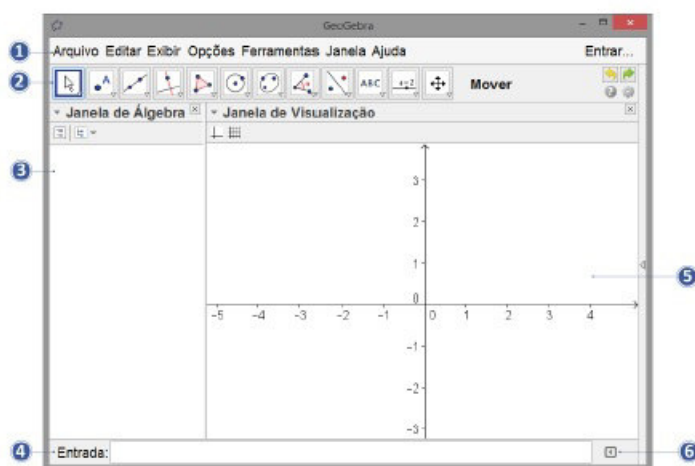 GeoGebra
1 Arquivo Editar Exibir Opções Ferramentas Janela Ajuda Entrar...
2 A ABC a=2 Mover
Janela de Álgebra Janela de Visualização
3
3
2
1
5
0
-5 -4 -3 -2 -1 0 1 2 3 4
-1
-2
-3
4 Entrada: 6